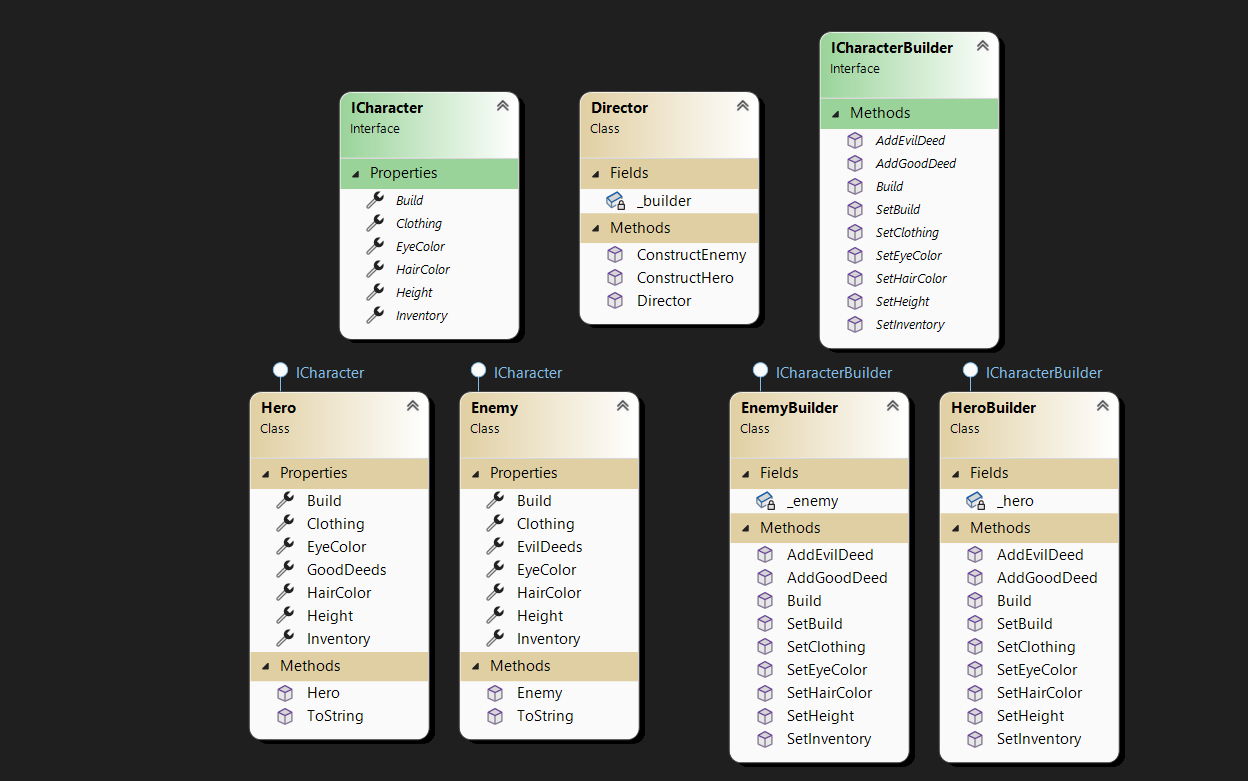 ICharacter
Interface
Properties
Build
Clothing
EyeColor
HairColor
Height
Inventory
Director
Class
Fields
_builder
Methods
ConstructEnemy
ConstructHero
Director
ICharacterBuilder
Interface
Methods
AddEvilDeed
AddGoodDeed
Build
SetBuild
SetClothing
SetEyeColor
SetHairColor
SetHeight
SetInventory
ICharacter
Hero
Class
Properties
Build
Clothing
EyeColor
GoodDeeds
HairColor
Height
Inventory
Methods
Hero
ToString
ICharacter
Enemy
Class
Properties
Build
Clothing
EvilDeeds
EyeColor
HairColor
Height
Inventory
Methods
Enemy
ToString
ICharacterBuilder
EnemyBuilder
Class
Fields
_enemy
Methods
AddEvilDeed
AddGoodDeed
Build
SetBuild
SetClothing
SetEyeColor
SetHairColor
SetHeight
SetInventory
ICharacterBuilder
HeroBuilder
Class
Fields
_hero
Methods
AddEvilDeed
AddGoodDeed
Build
SetBuild
SetClothing
SetEyeColor
SetHairColor
SetHeight
SetInventory